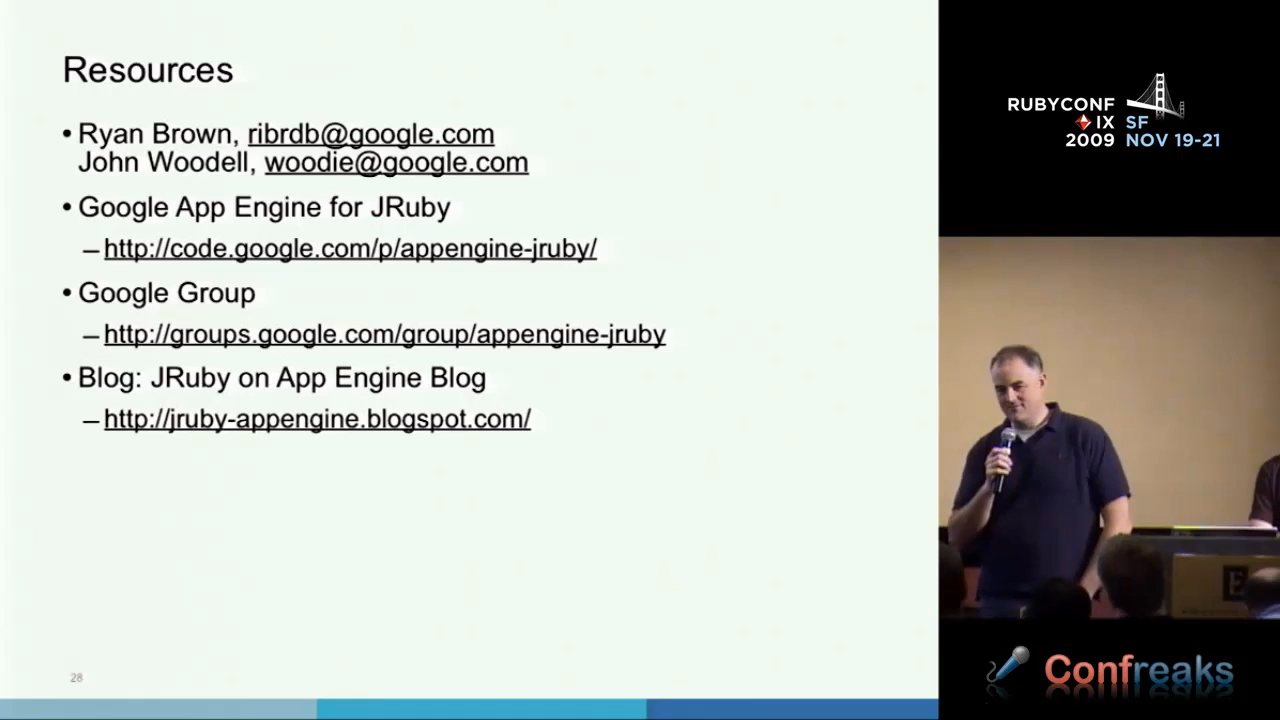 Resources
• Ryan Brown, ribrdb@google.com
John Woodell, woodie@google.com
• Google App Engine for JRuby
– http://code.google.com/p/appengine-jruby/
• Google Group
– http://groups.google.com/group/appengine-jruby
• Blog: JRuby on App Engine Blog
– http://jruby-appengine.blogspot.com/
28
RUBYCONF
IX SF
2009 NOV 19-21
E
Confreaks